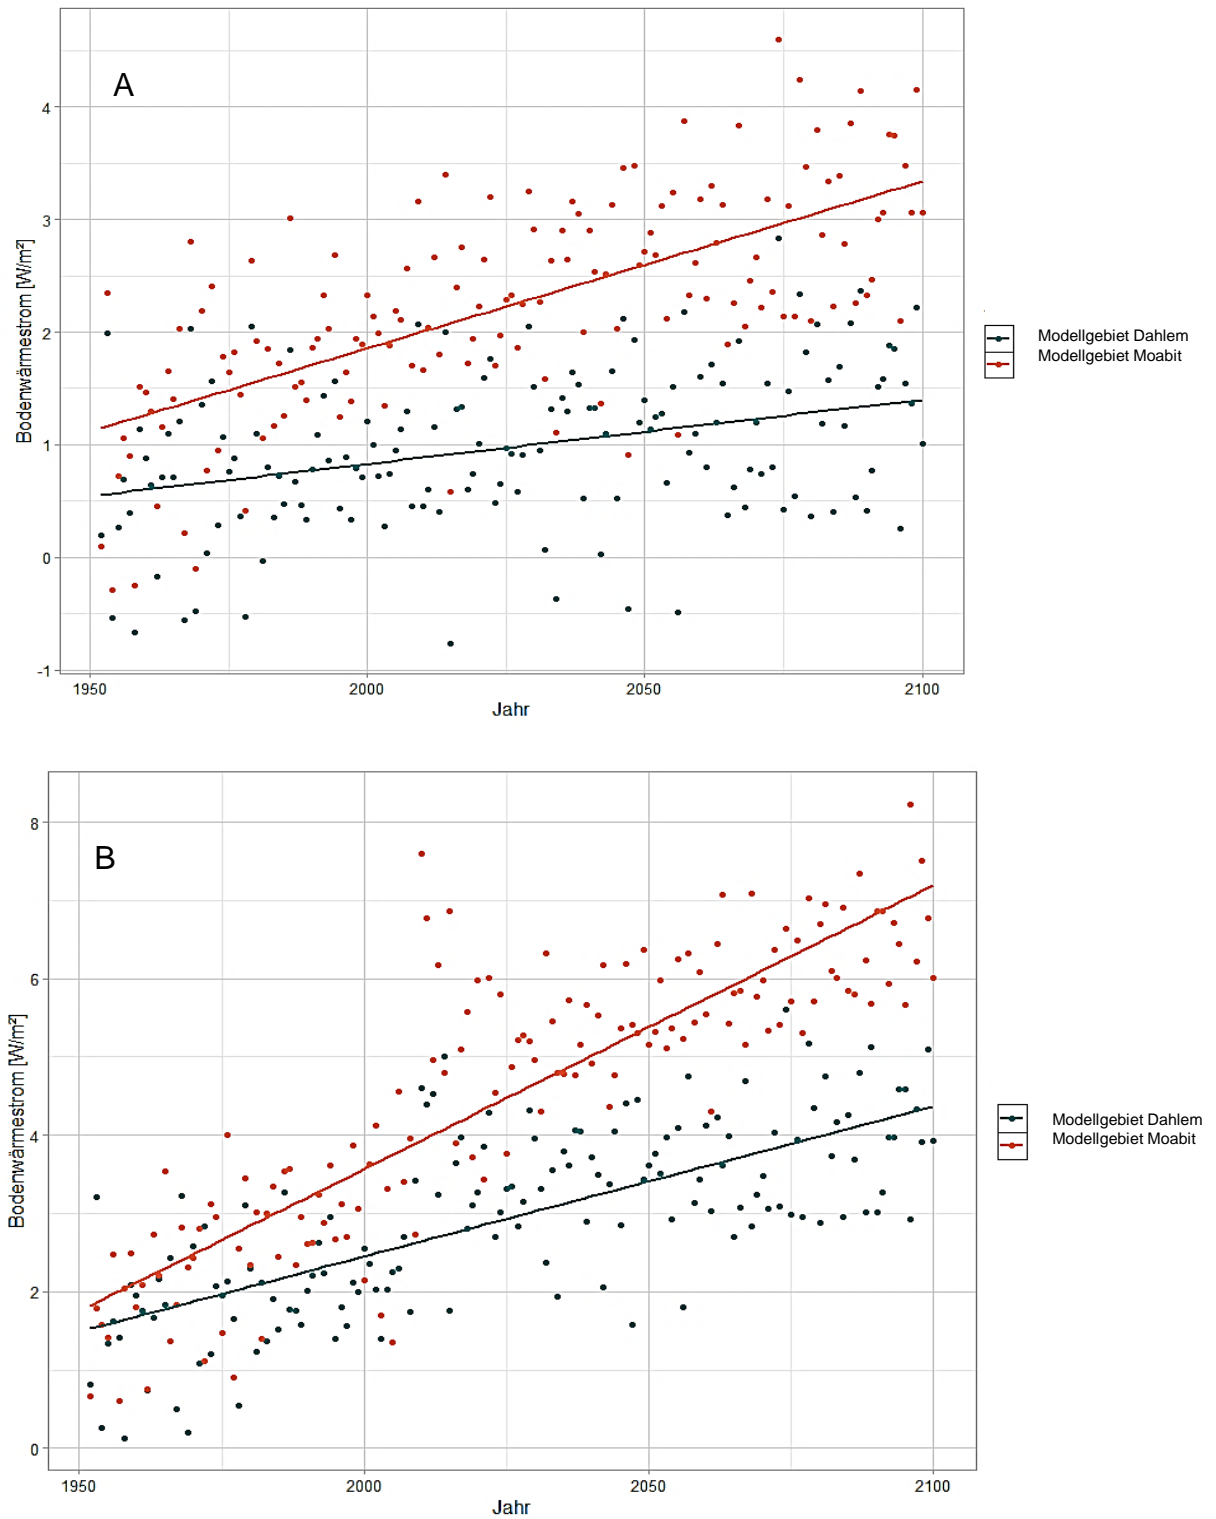 A
4
3
2
1
0
-1
Bodenwärmestrom [W/m²]
1950
2000
2050
2100
Jahr
Modellgebiet Dahlem
Modellgebiet Moabit
B
8
6
4
2
0
Bodenwärmestrom [W/m²]
1950
2000
2050
2100
Jahr
Modellgebiet Dahlem
Modellgebiet Moabit